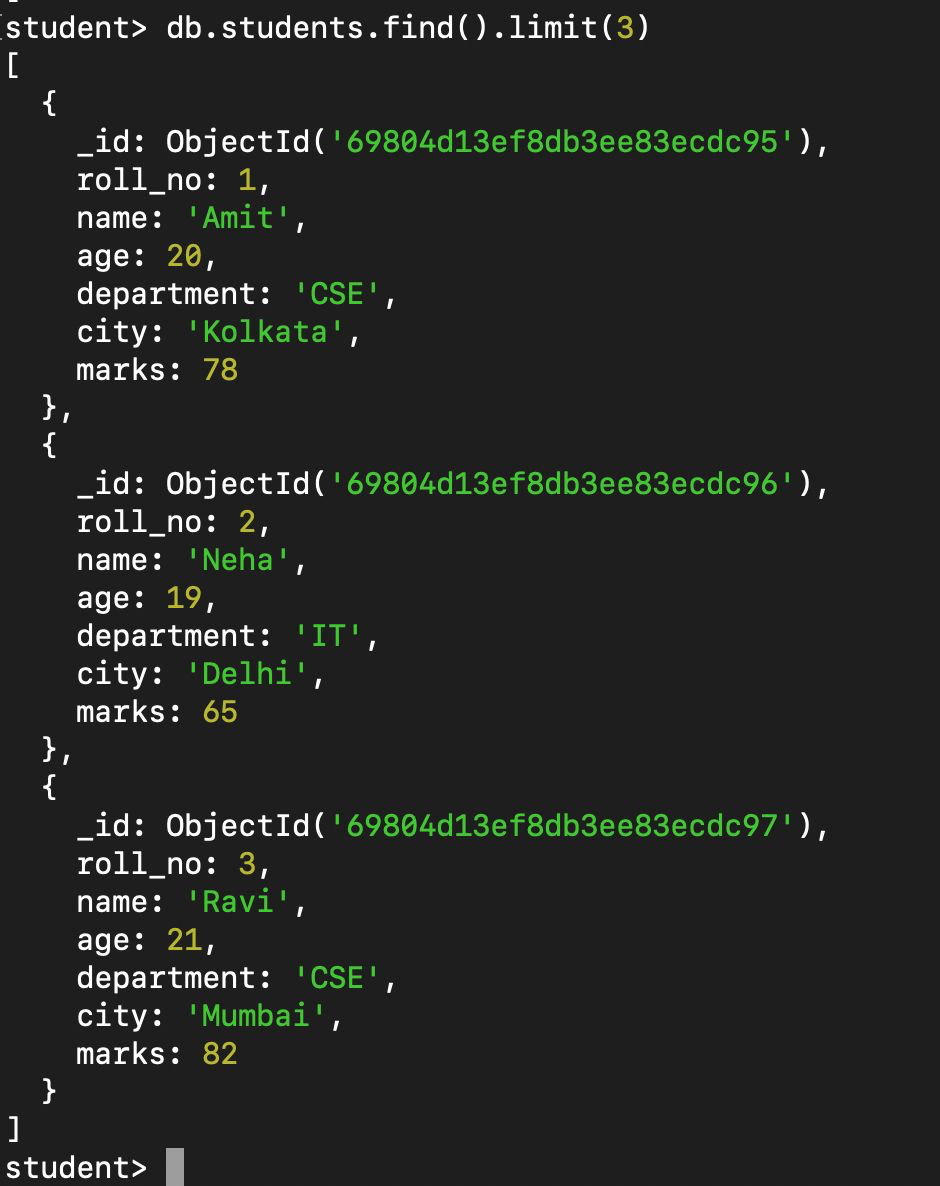 student> db.students.find().limit(3)
[
  {
    _id: ObjectId('69804d13ef8db3ee83ecdc95'),
    roll_no: 1,
    name: 'Amit',
    age: 20,
    department: 'CSE',
    city: 'Kolkata',
    marks: 78
  },
  {
    _id: ObjectId('69804d13ef8db3ee83ecdc96'),
    roll_no: 2,
    name: 'Neha',
    age: 19,
    department: 'IT',
    city: 'Delhi',
    marks: 65
  },
  {
    _id: ObjectId('69804d13ef8db3ee83ecdc97'),
    roll_no: 3,
    name: 'Ravi',
    age: 21,
    department: 'CSE',
    city: 'Mumbai',
    marks: 82
  }
]
student>